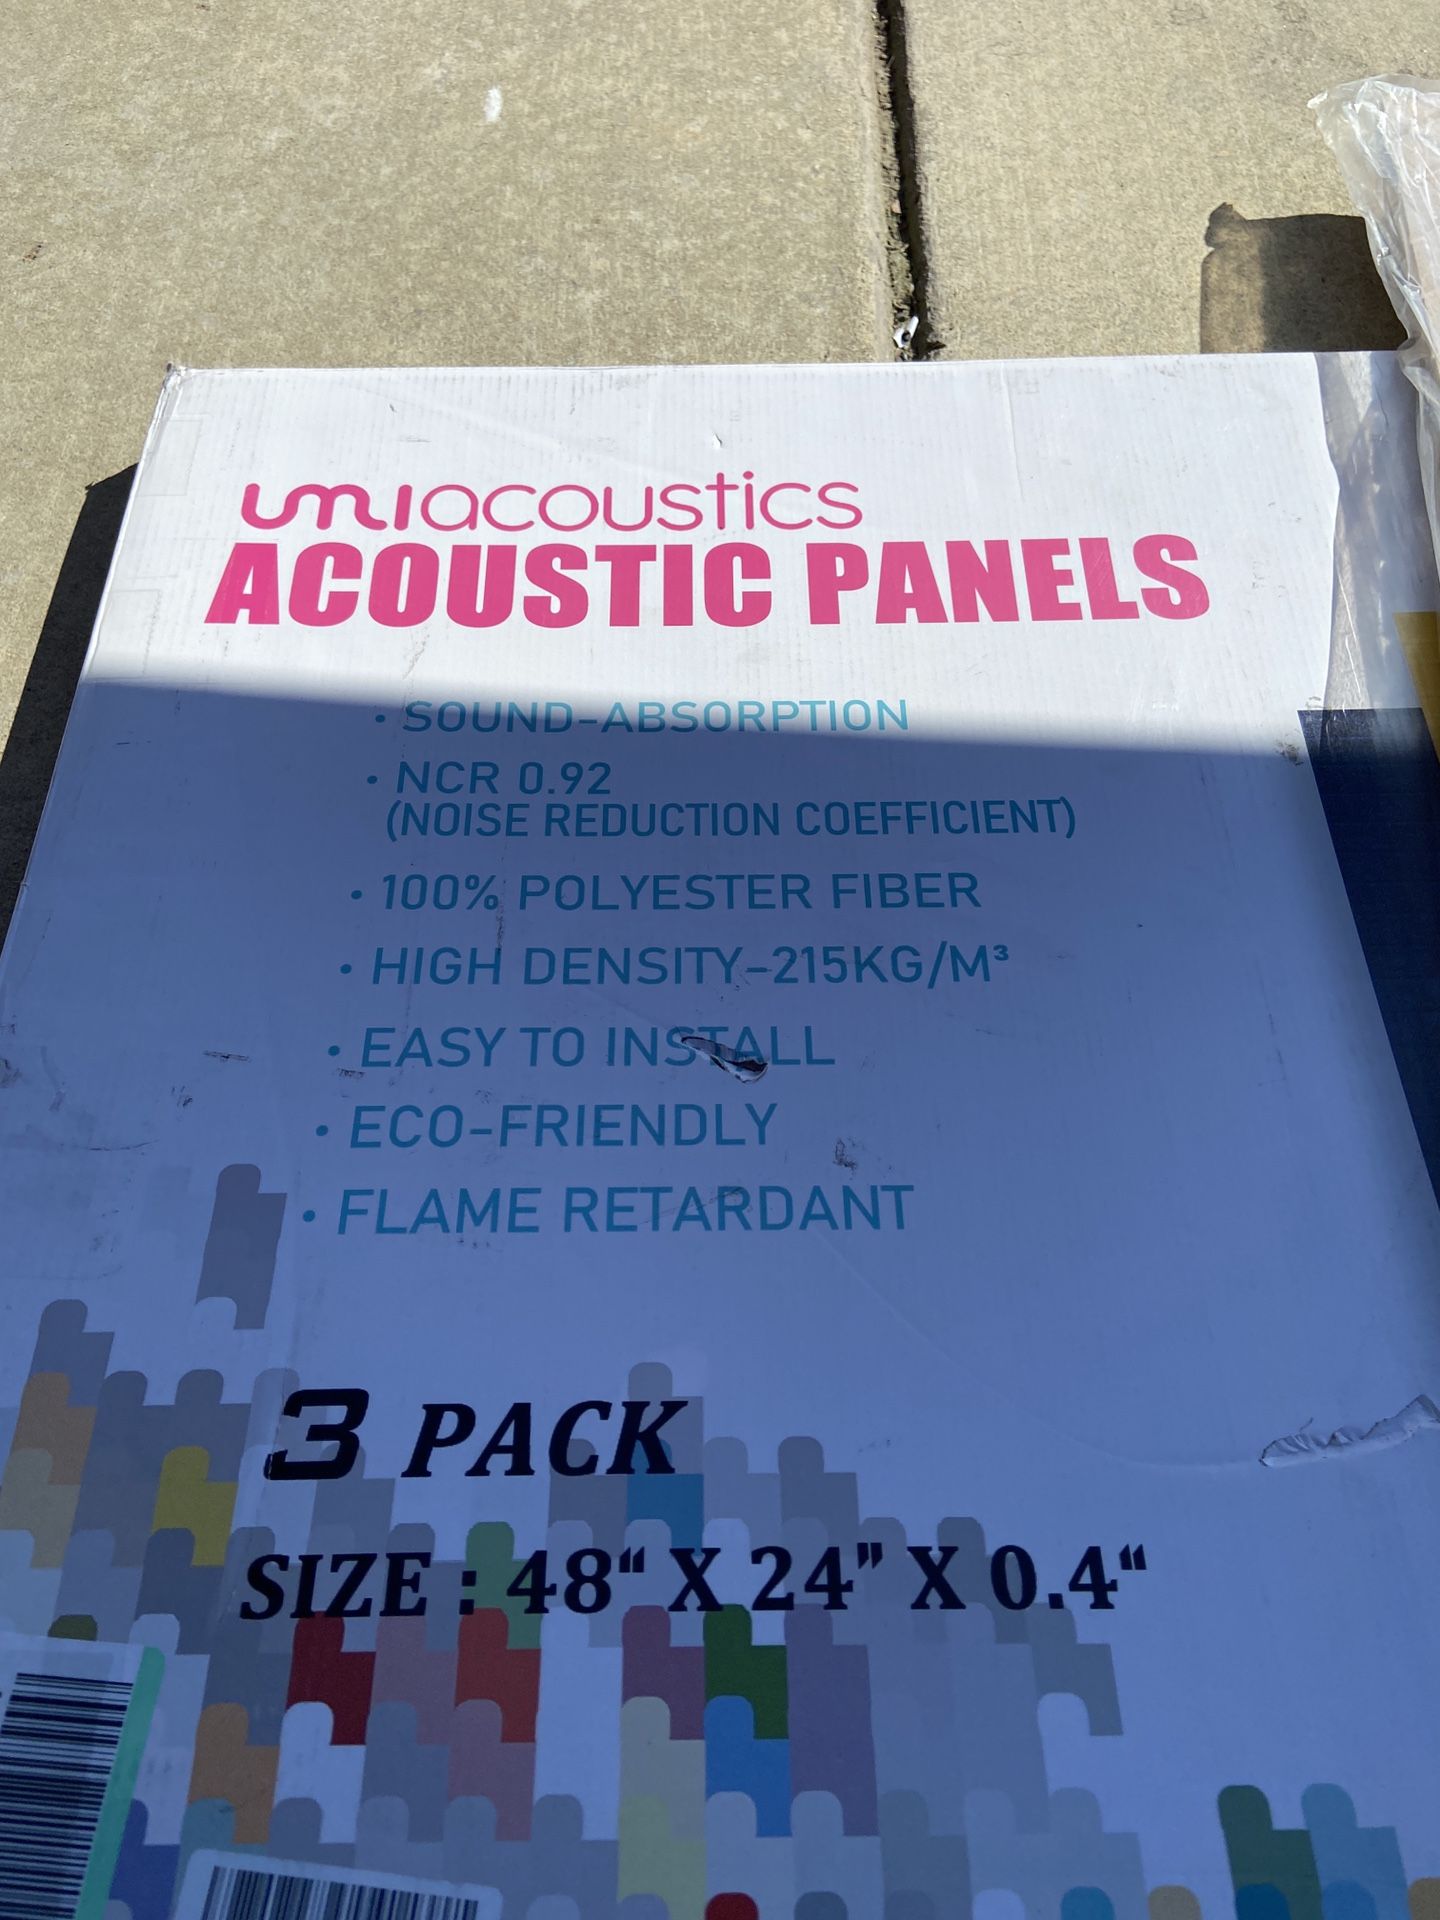 UMIacoustics
ACOUSTIC PANELS
• SOUND-ABSORPTION
• NCR 0.92
(NOISE REDUCTION COEFFICIENT)
• 100% POLYESTER FIBER
• HIGH DENSITY-215KG/M³
• EASY TO INSTALL
• ECO-FRIENDLY
• FLAME RETARDANT
3 PACK
SIZE : 48“ X 24” X 0.4“